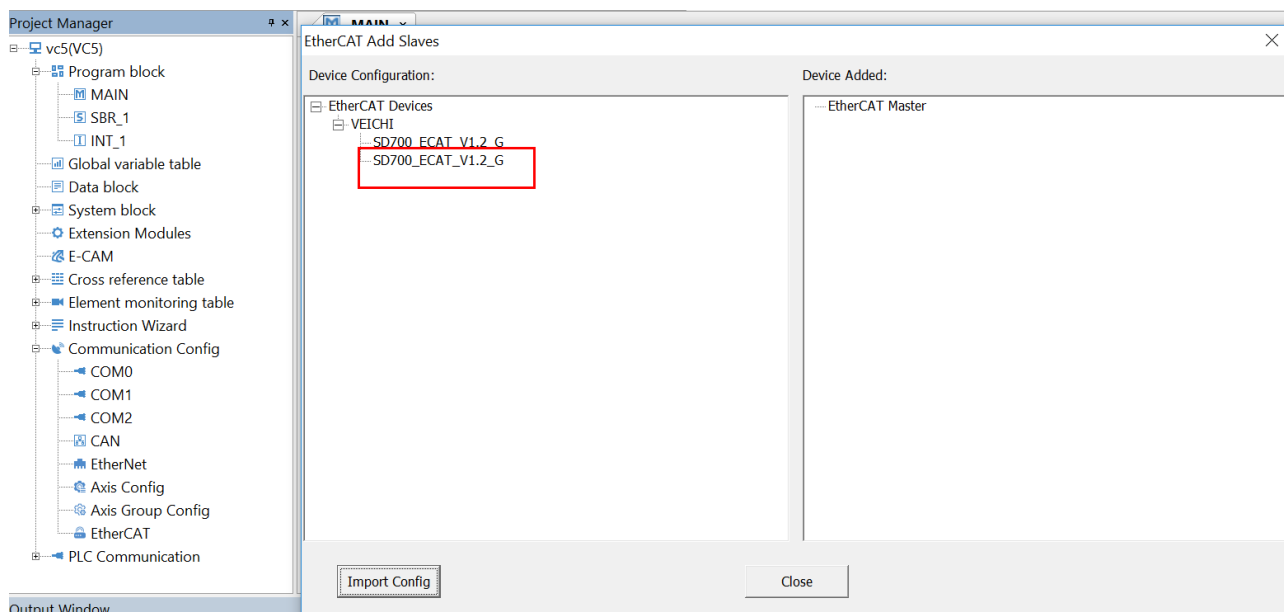 Project Manager
vc5(VC5)
Program block
MAIN
SBR_1
INT_1
Global variable table
Data block
System block
Extension Modules
E-CAM
Cross reference table
Element monitoring table
Instruction Wizard
Communication Config
COM0
COM1
COM2
CAN
EtherNet
Axis Config
Axis Group Config
EtherCAT
PLC Communication
Output Window
MAIN
EtherCAT Add Slaves
Device Configuration:
EtherCAT Devices
VEICHI
SD700_ECAT_V1.2_G
SD700_ECAT_V1.2_G
Device Added:
EtherCAT Master
Import Config
Close